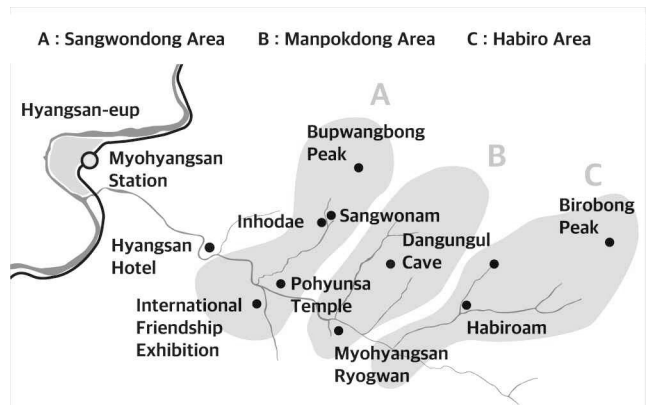 A : Sangwondong Area B : Manpokdong Area C : Habiro Area
A
Hyangsan-eup
Bupwangbong
Peak
B
Myohyangsan
Station
C
Birobong
Peak
Inhodae
Sangwonam
Hyangsan
Hotel
Dangungul
Cave
Pohyunsa
Temple
International
Friendship
Exhibition
Habiroam
Myohyangsan
Ryogwan